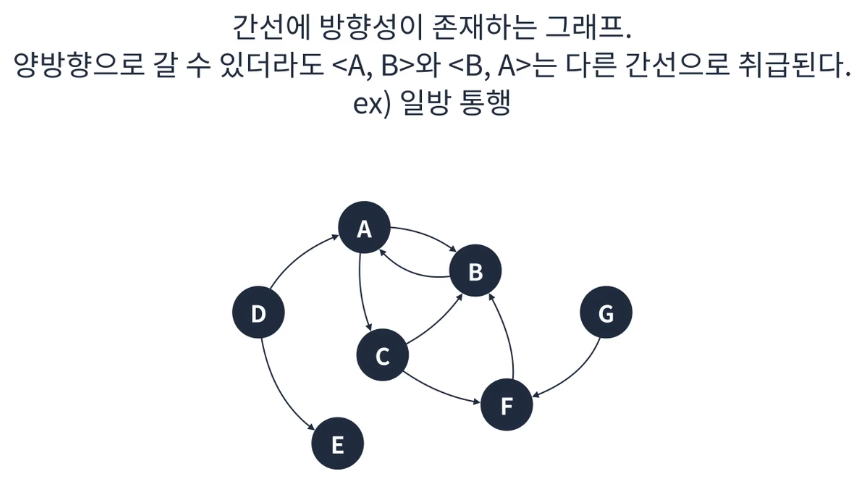 간선에 방향성이 존재하는 그래프.
양방향으로 갈 수 있더라도 <A, B>와 <B, A>는 다른 간선으로 취급된다.
ex) 일방 통행
A
B
D
G
C
F
E